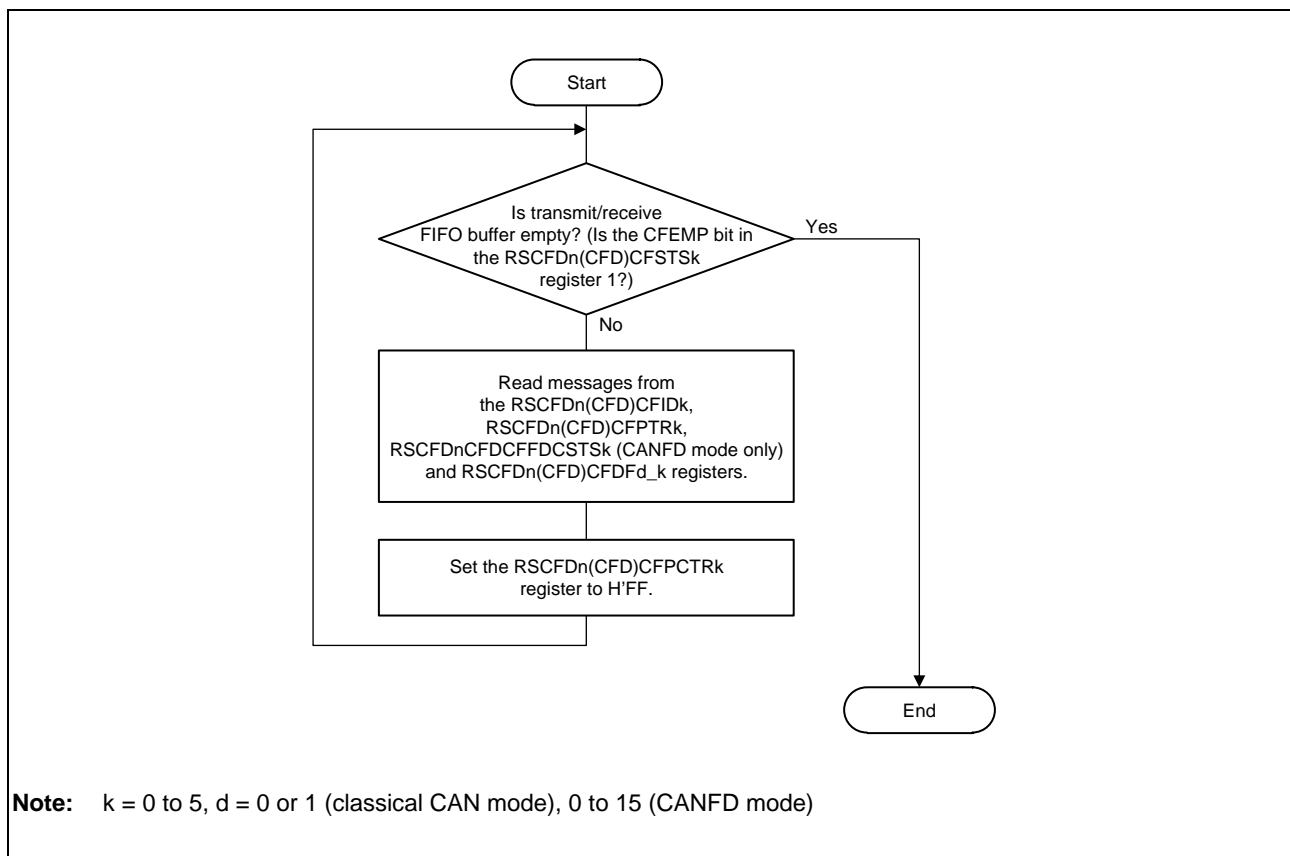 Start
Is transmit/receive
FIFO buffer empty? (Is the CFEMP bit in
the RSCFDn(CFD)CFSTSk
register 1?)
Yes
No
Read messages from
the RSCFDn(CFD)CFIDk,
RSCFDn(CFD)CFPTRk,
RSCFDnCFDCFFDCSTSk (CANFD mode only)
and RSCFDn(CFD)CFDFd_k registers.
Set the RSCFDn(CFD)CFPCTRk
register to H'FF.
End
Note: k = 0 to 5, d = 0 or 1 (classical CAN mode), 0 to 15 (CANFD mode)